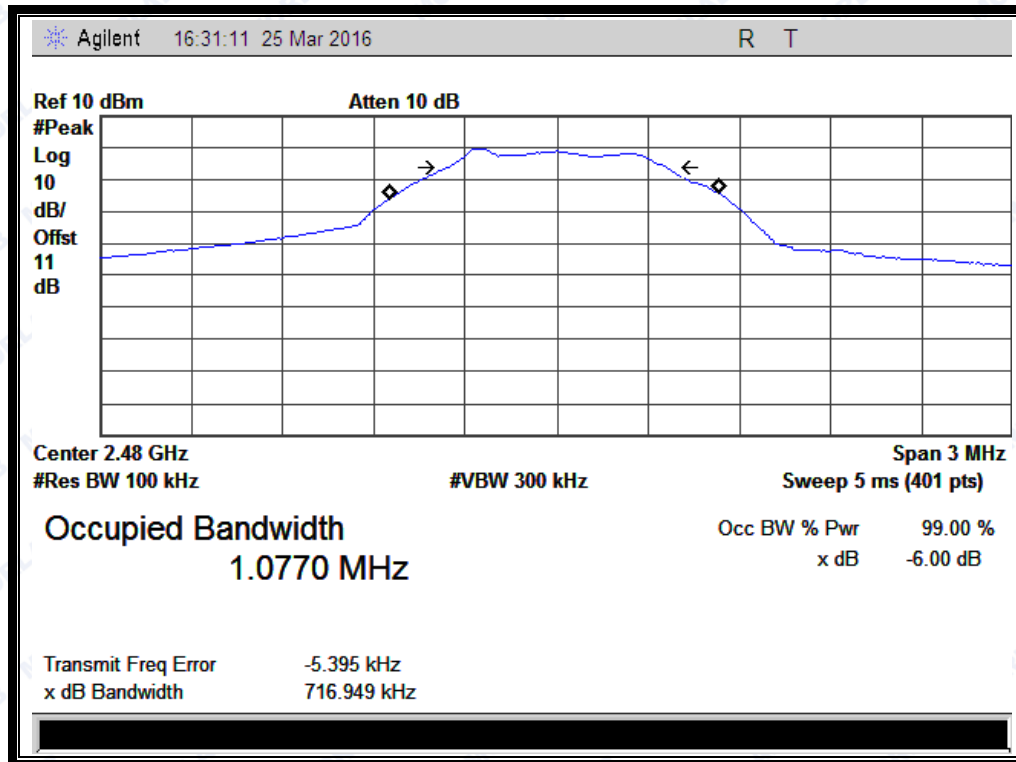 Agilent 16:31:11 25 Mar 2016 R T
Ref 10 dBm Atten 10 dB
#Peak
Log
10
dB/
Offst
11
dB
Center 2.48 GHz Span 3 MHz
#Res BW 100 kHz #VBW 300 kHz Sweep 5 ms (401 pts)
Occupied Bandwidth Occ BW % Pwr 99.00 %
1.0770 MHz x dB -6.00 dB
Transmit Freq Error -5.395 kHz
x dB Bandwidth 716.949 kHz